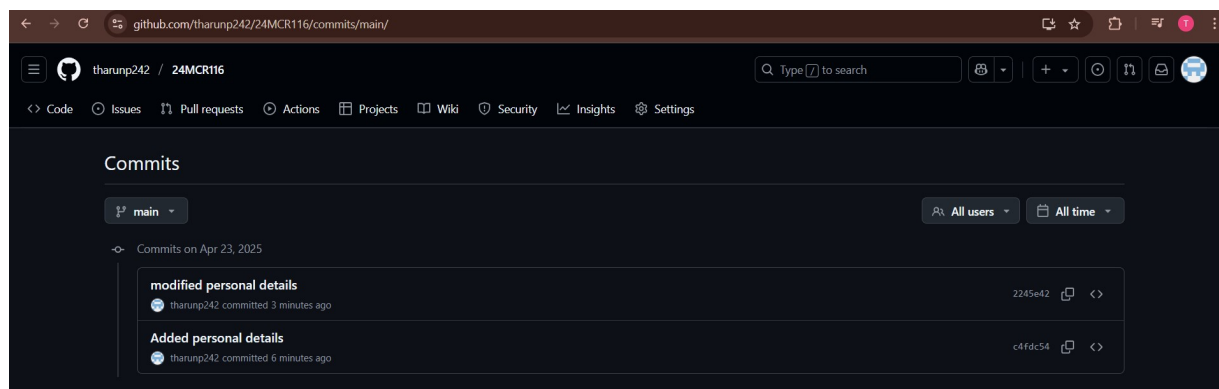 github.com/tharunp242/24MCR116/commits/main/
T
tharunp242 / 24MCR116
Type / to search
Code Issues Pull requests Actions Projects Wiki Security Insights Settings
Commits
main All users All time
Commits on Apr 23, 2025
modified personal details
tharunp242 committed 3 minutes ago
2245e42
Added personal details
tharunp242 committed 6 minutes ago
c4fdc54